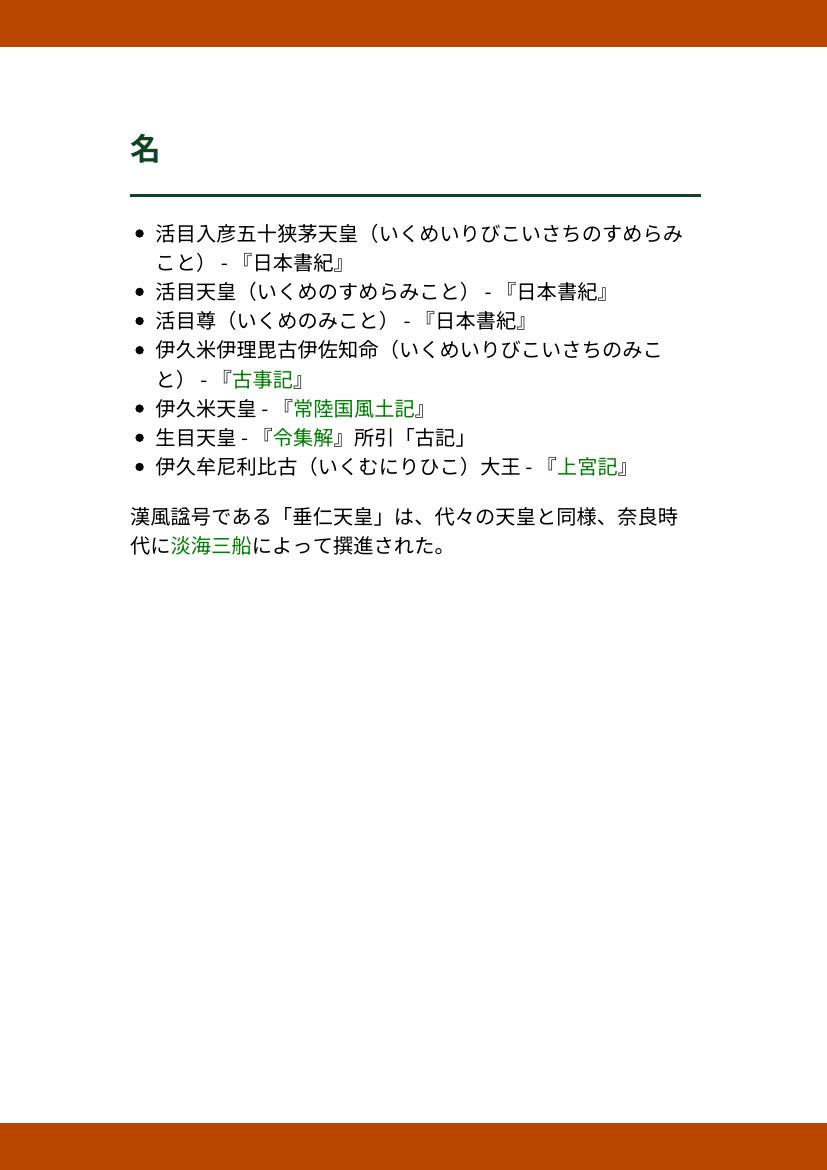 名
活目入彦五十狭茅天皇（いくめいりびこいさちのすめらみ
こと） - 『日本書紀』
活目天皇（いくめのすめらみこと） - 『日本書紀』
活目尊（いくめのみこと） - 『日本書紀』
伊久米伊理毘古伊佐知命（いくめいりびこいさちのみこ
と） - 『古事記』
伊久米天皇 - 『常陸国風土記』
生目天皇 - 『令集解』所引「古記」
伊久牟尼利比古（いくむにりひこ）大王 - 『上宮記』
漢風諡号である「垂仁天皇」は、代々の天皇と同様、奈良時
代に淡海三船によって撰進された。